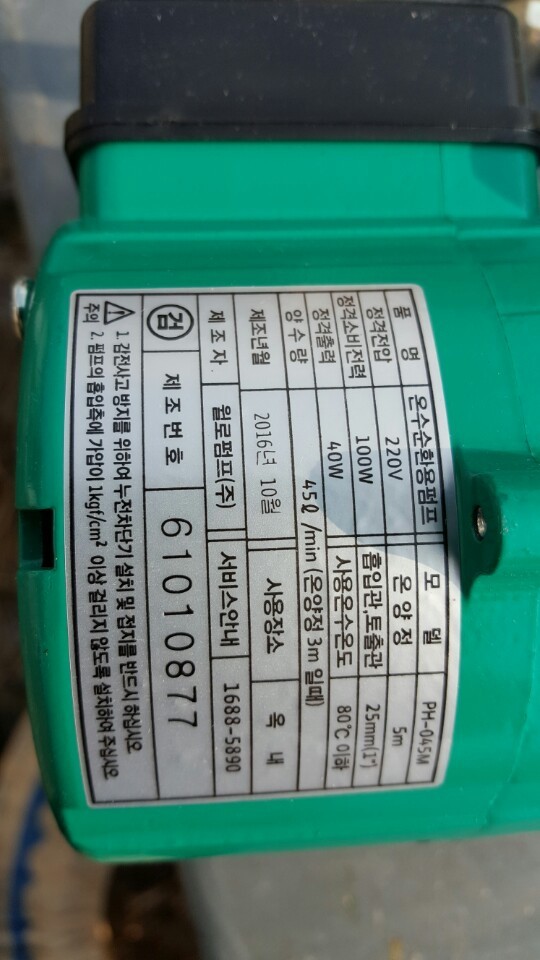 품 명 온수순환용펌프 모 델 PH-045M
정격전압 220V 온양정 5m
정격소비전력 100W 흡입관,토출관 25mm(1")
정격출력 40W 사용온수온도 80℃ 이하
양 수 량 45ℓ/min (온양정 3m 일때)
제조년월 2016년 10월 사용장소 옥 내
제 조 자 윌로펌프(주) 서비스안내 1688-5890
검 제 조 번 호 61010877
주의 1. 감전사고 방지를 위하여 누전차단기 설치 및 접지를 반드시 하십시오.
2. 펌프의 흡입측에 가압이 1kgf/cm² 이상 걸리지 않도록 설치하여 주십시오.